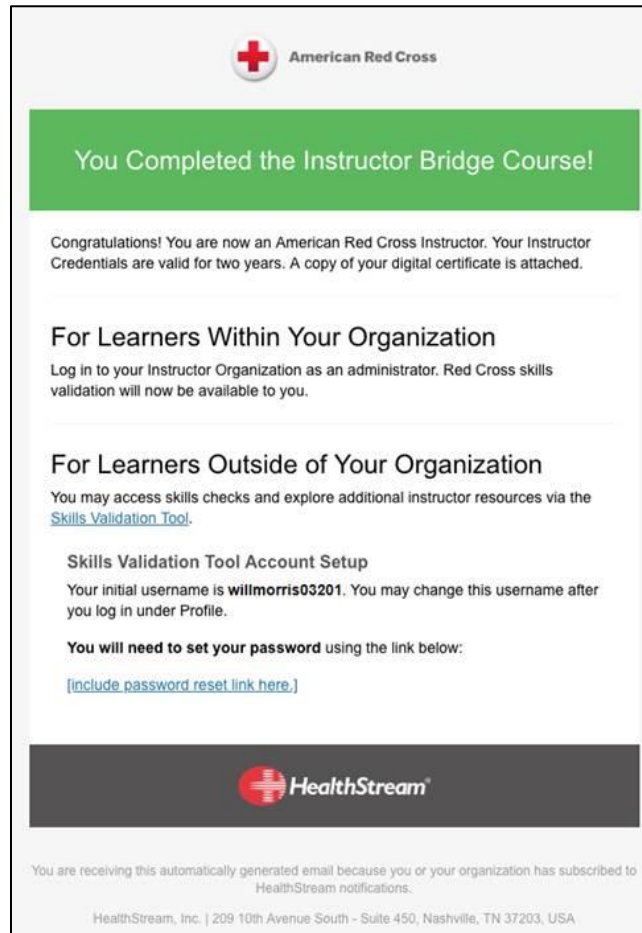 American Red Cross
You Completed the Instructor Bridge Course!
Congratulations! You are now an American Red Cross Instructor. Your Instructor
Credentials are valid for two years. A copy of your digital certificate is attached.
For Learners Within Your Organization
Log in to your Instructor Organization as an administrator. Red Cross skills
validation will now be available to you.
For Learners Outside of Your Organization
You may access skills checks and explore additional instructor resources via the
Skills Validation Tool.
Skills Validation Tool Account Setup
Your initial username is willmorris03201. You may change this username after
you log in under Profile.
You will need to set your password using the link below:
[include password reset link here.]
HealthStream®
You are receiving this automatically generated email because you or your organization has subscribed to
HealthStream notifications.
HealthStream, Inc. | 209 10th Avenue South - Suite 450, Nashville, TN 37203, USA